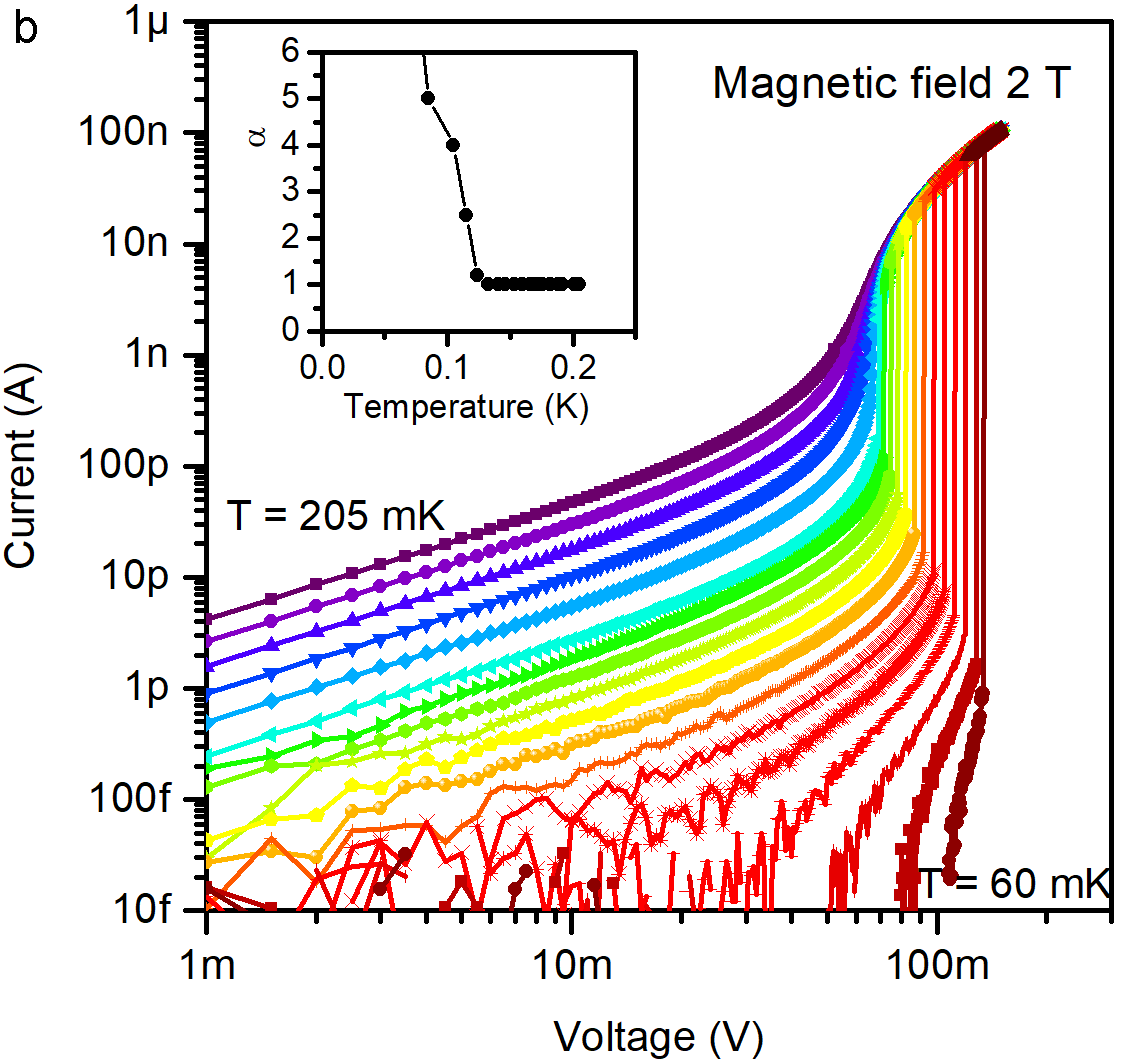 b
1μ
100n
10n
1n
100p
10p
1p
100f
10f
Current (A)
6
5
4
3
2
1
0
α
0.0 0.1 0.2
Temperature (K)
Magnetic field 2 T
T = 205 mK
T = 60 mK
1m 10m 100m
Voltage (V)